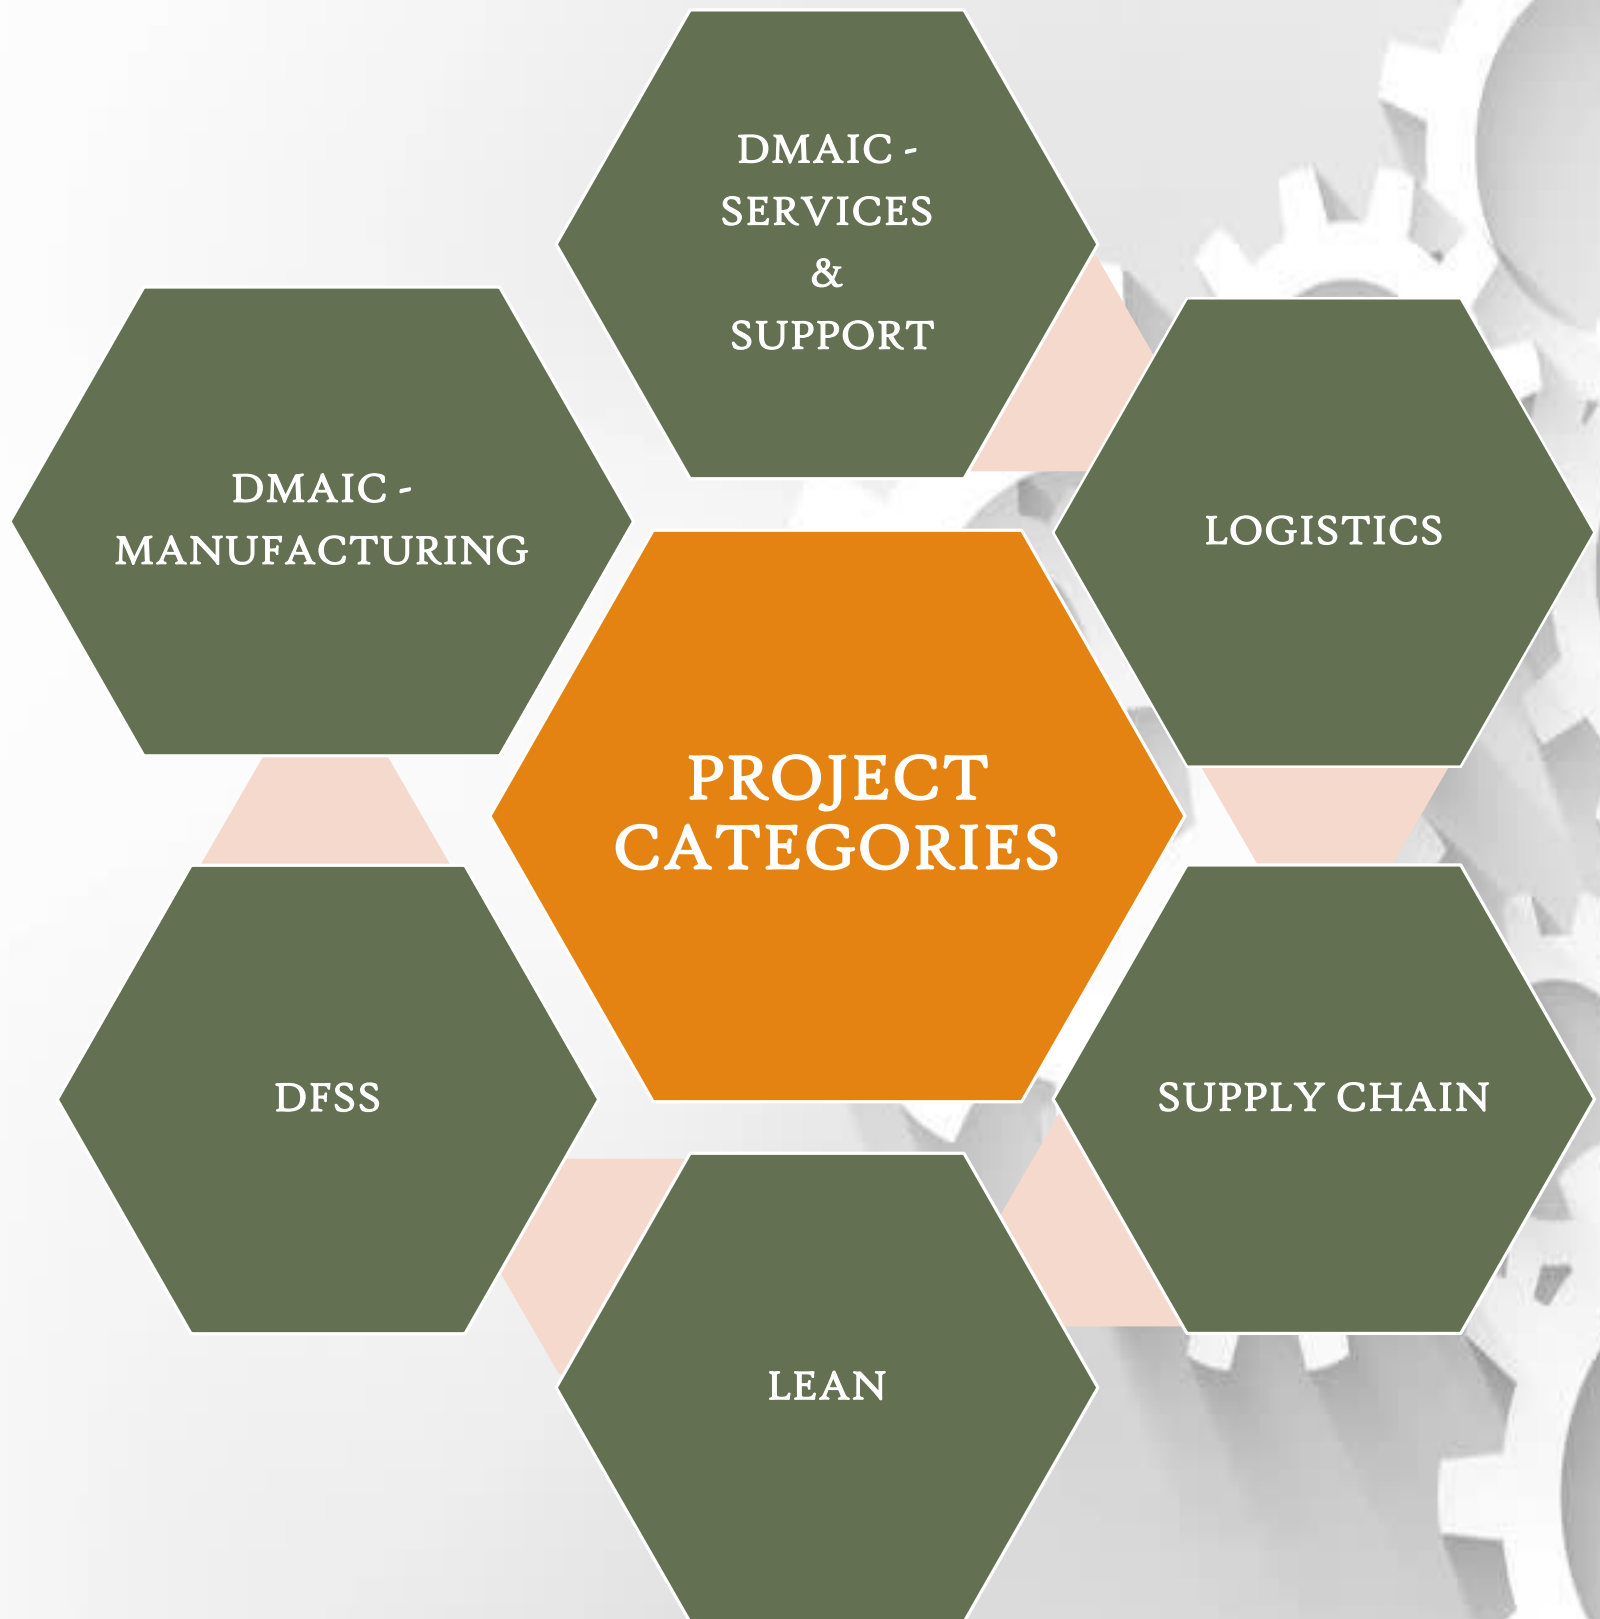 DMAIC -
SERVICES
&
SUPPORT
DMAIC -
MANUFACTURING
LOGISTICS
PROJECT
CATEGORIES
DFSS
SUPPLY CHAIN
LEAN